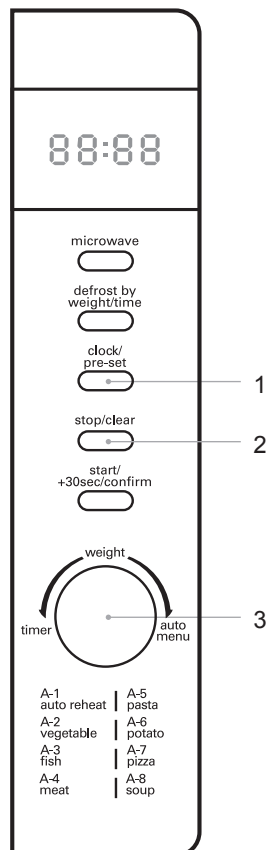 88:88
microwave
defrost by
weight/time
clock/
pre-set
1
stop/clear
2
start/
+30sec/confirm
weight
timer
auto
menu
3
A-1
auto reheat
A-2
vegetable
A-3
fish
A-4
meat
A-5
pasta
A-6
potato
A-7
pizza
A-8
soup